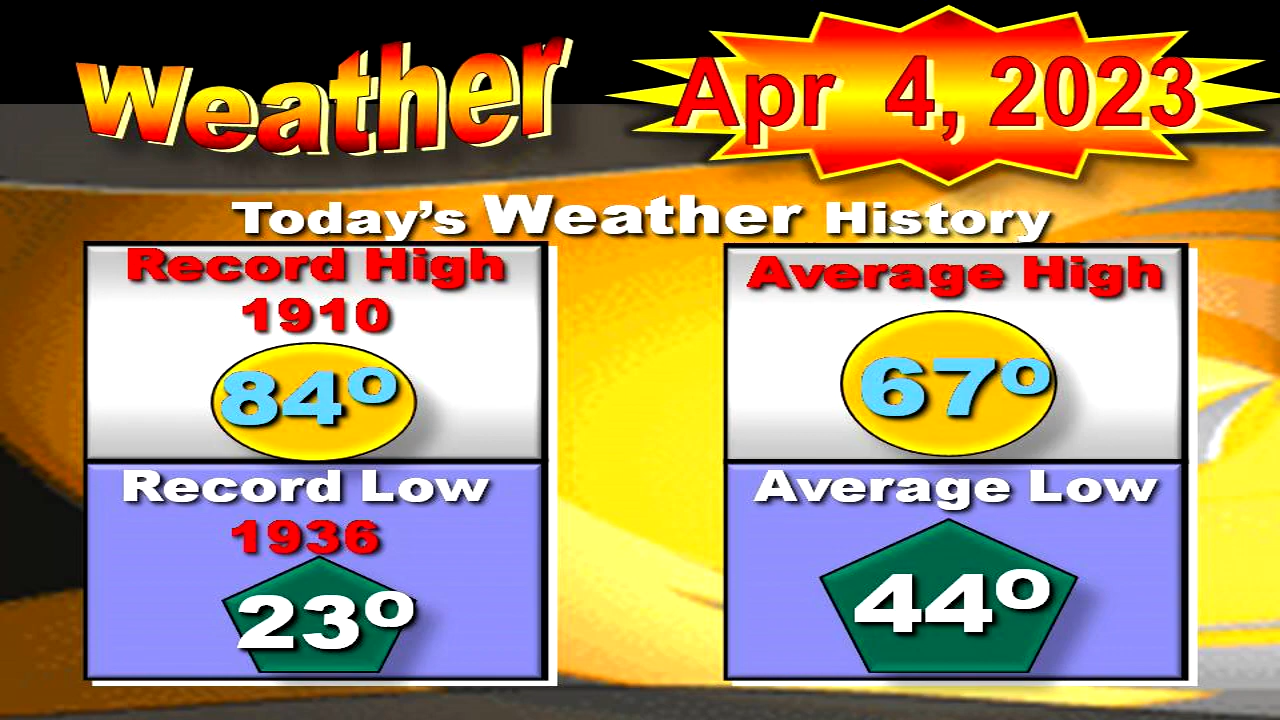 Weather
Apr 4, 2023
Today's Weather History
Record High
1910
84º
Average High
67º
Record Low
1936
23º
Average Low
44º